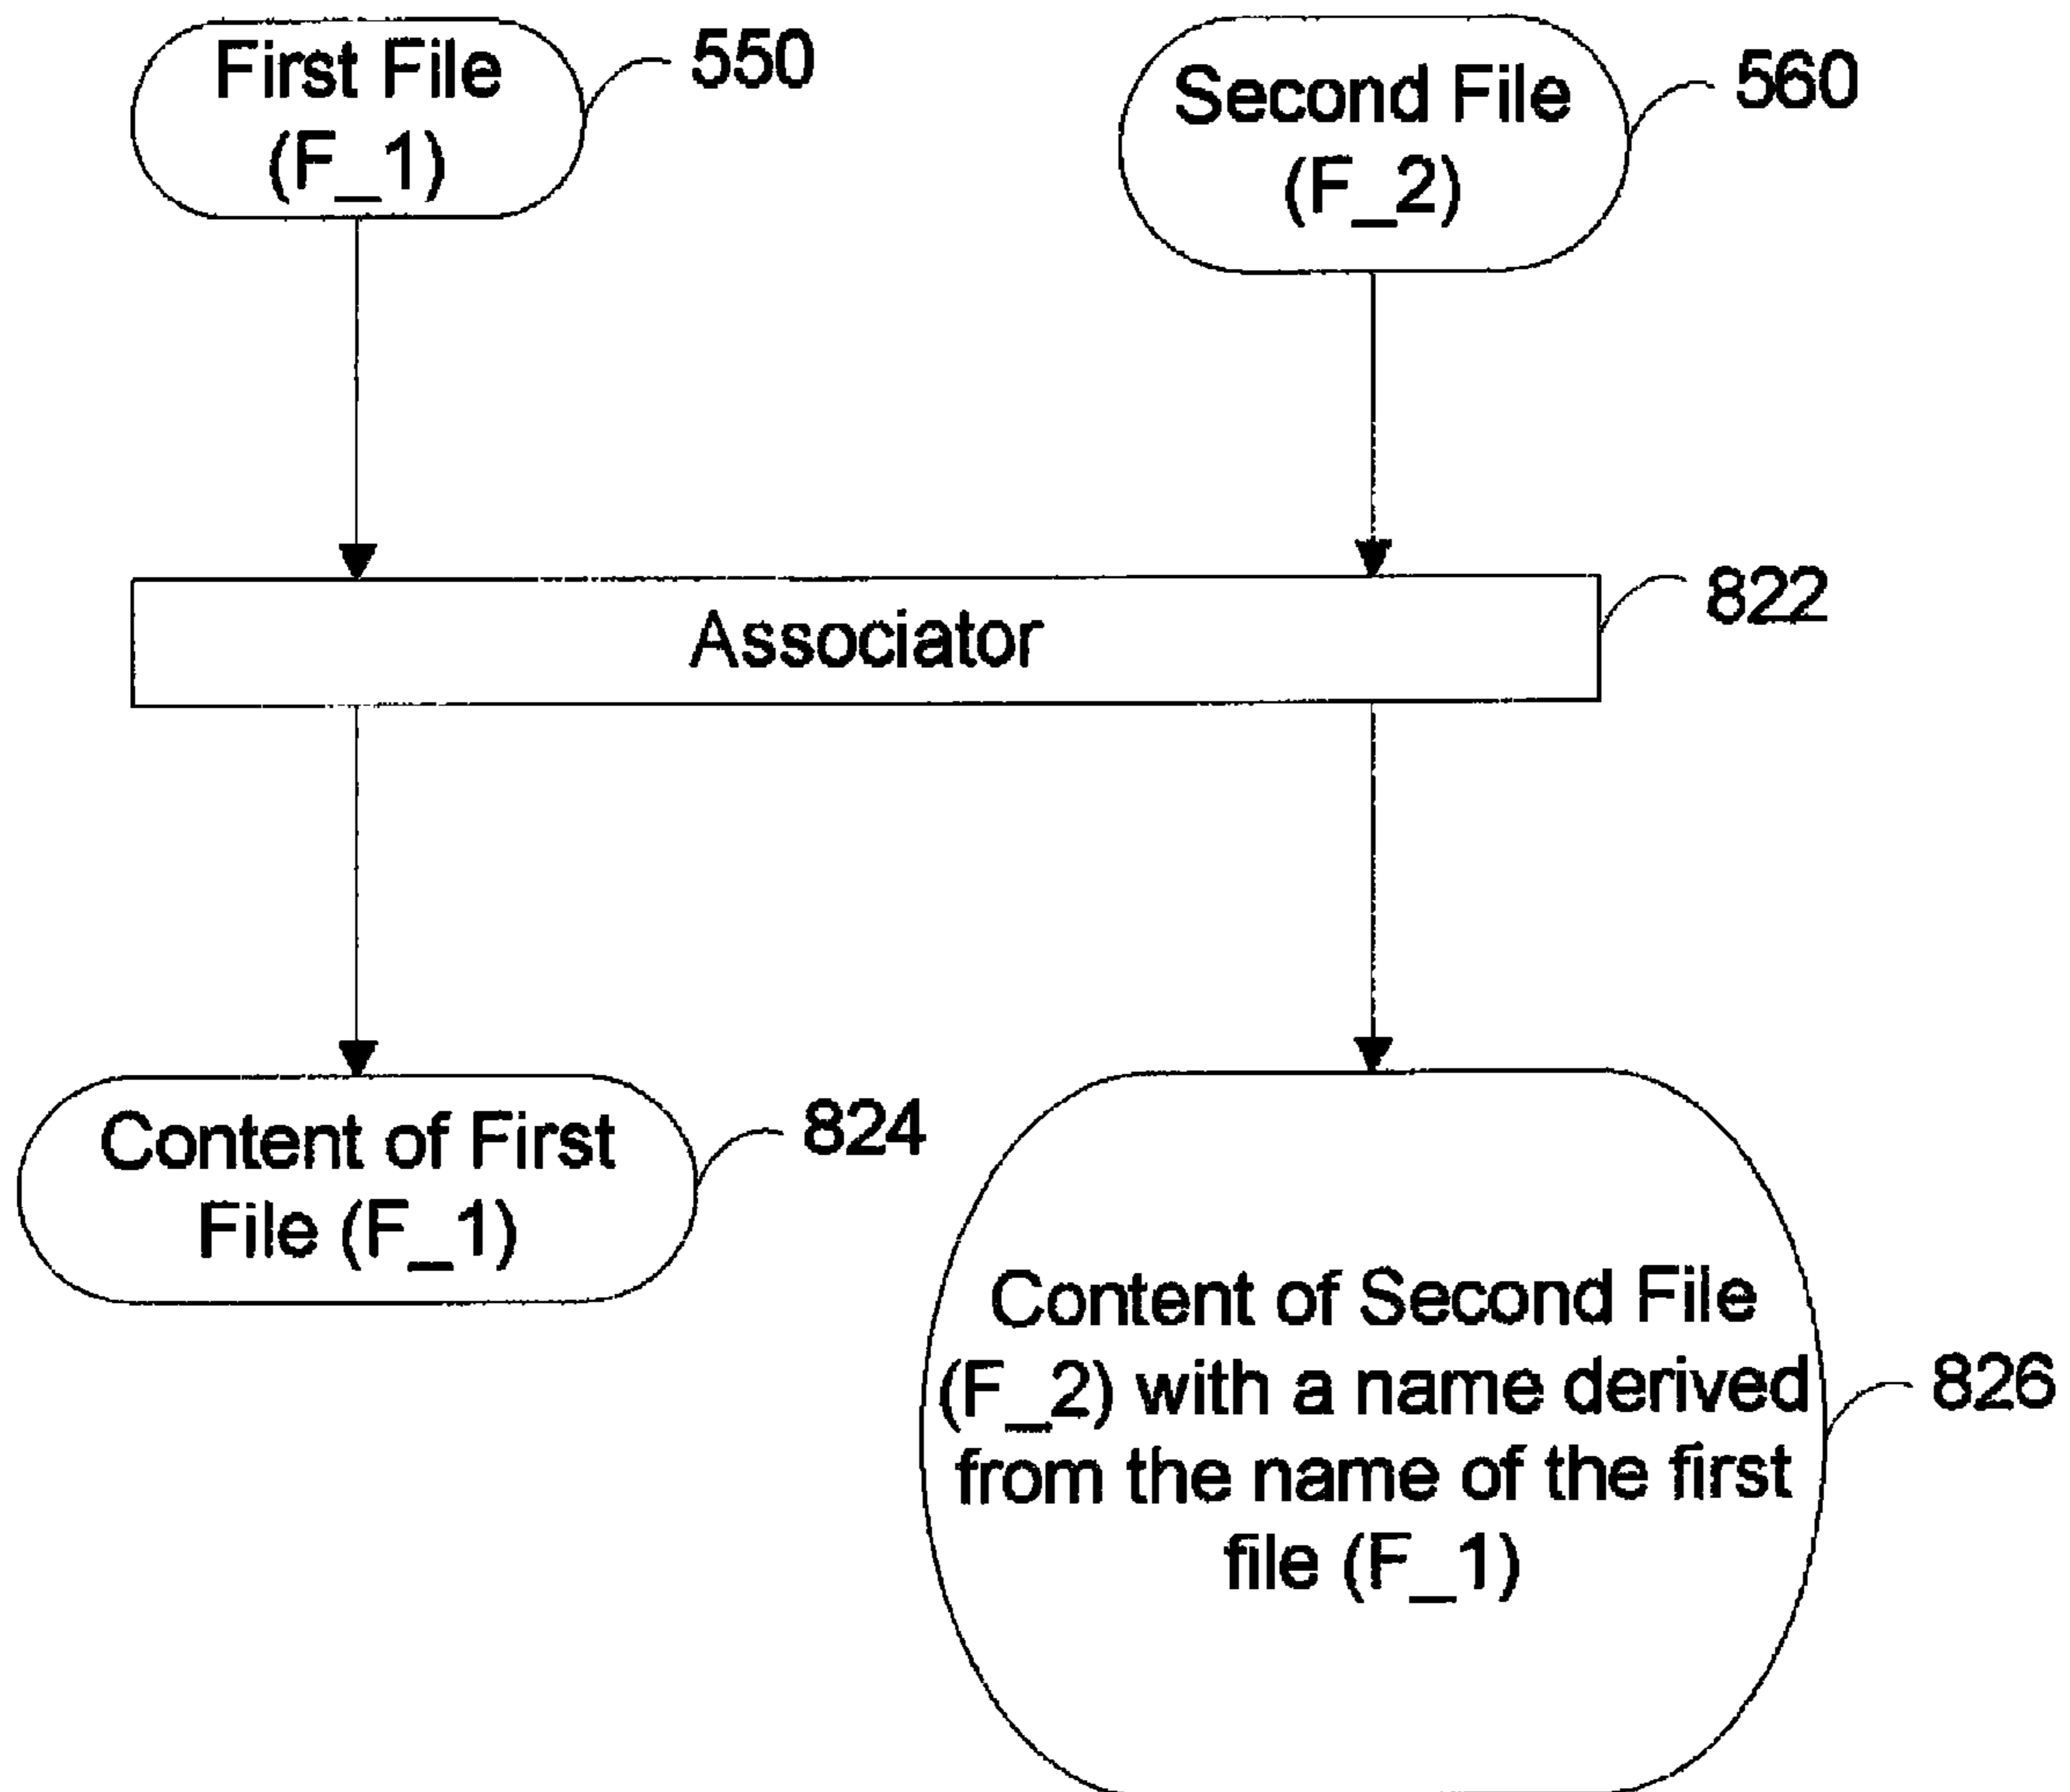 First File
(F_1)
550
Second File
(F_2)
560
Associator
822
Content of First
File (F_1)
824
Content of Second File
(F_2) with a name derived
from the name of the first
file (F_1)
826